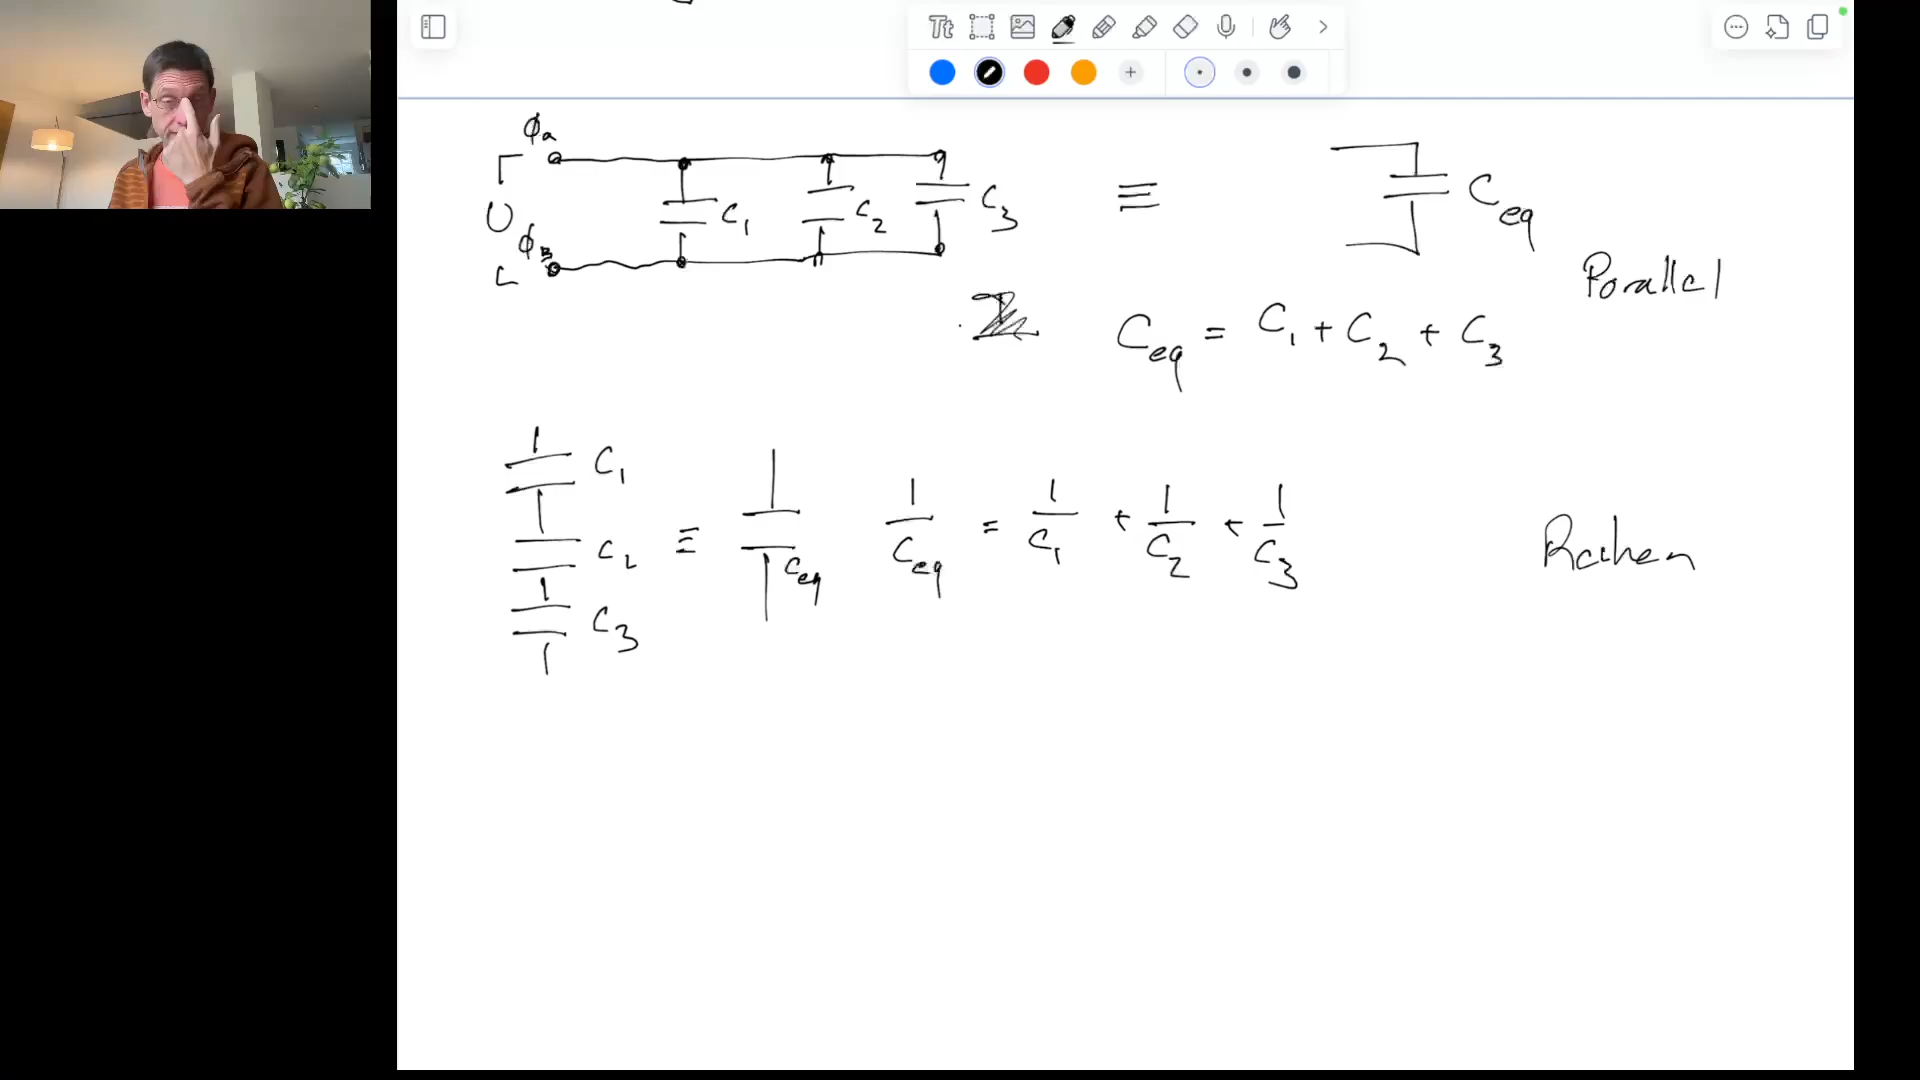 Tt
ϕa
U
ϕB
C1 C2 C3 ≡ Ceq
Parallel
Ceq = C1 + C2 + C3
C1
C2 ≡ Ceq 1/Ceq = 1/C1 + 1/C2 + 1/C3
C3